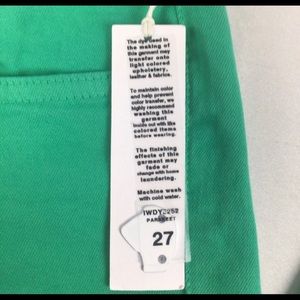 The dye used in
the making of
this garment may
transfer onto
light colored
upholstery,
leather & fabrics.
To maintain color
and help prevent
color transfer, we
highly recommend
washing this
garment
inside out with like
colored items
before wearing.
The finishing
effects of this
garment may
fade or
change with home
laundering.
Machine wash
with cold water.
27